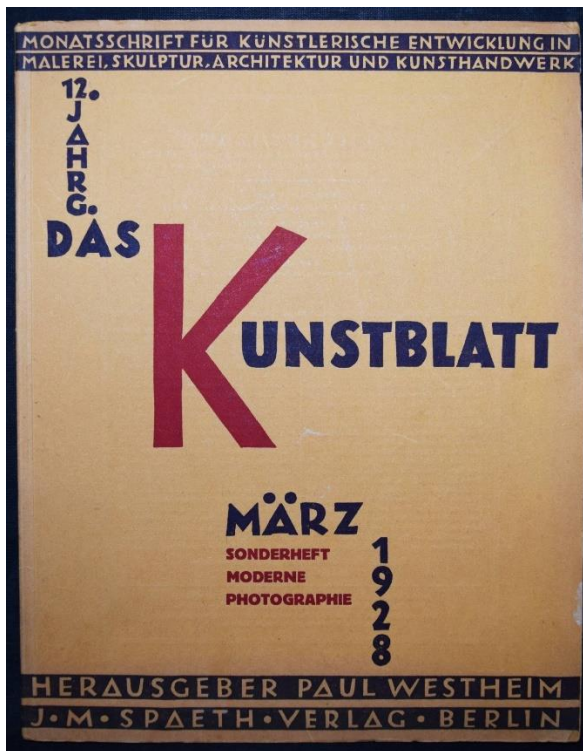 MONATSSCHRIFT FÜR KÜNSTLERISCHE ENTWICKLUNG IN
MALEREI, SKULPTUR, ARCHITEKTUR UND KUNSTHANDWERK
12. JAHRG.
DAS KUNSTBLATT
MÄRZ
SONDERHEFT
MODERNE
PHOTOGRAPHIE
1928
HERAUSGEBER PAUL WESTHEIM
J·M·SPAETH·VERLAG·BERLIN